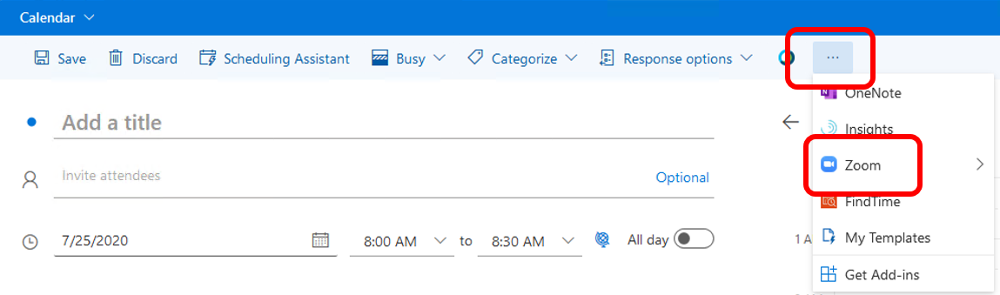 Calendar
Save Discard Scheduling Assistant Busy Categorize Response options ...
OneNote
Add a title
Insights
Zoom
Invite attendees Optional
FindTime
7/25/2020 8:00 AM to 8:30 AM All day
1 A
My Templates
Get Add-ins